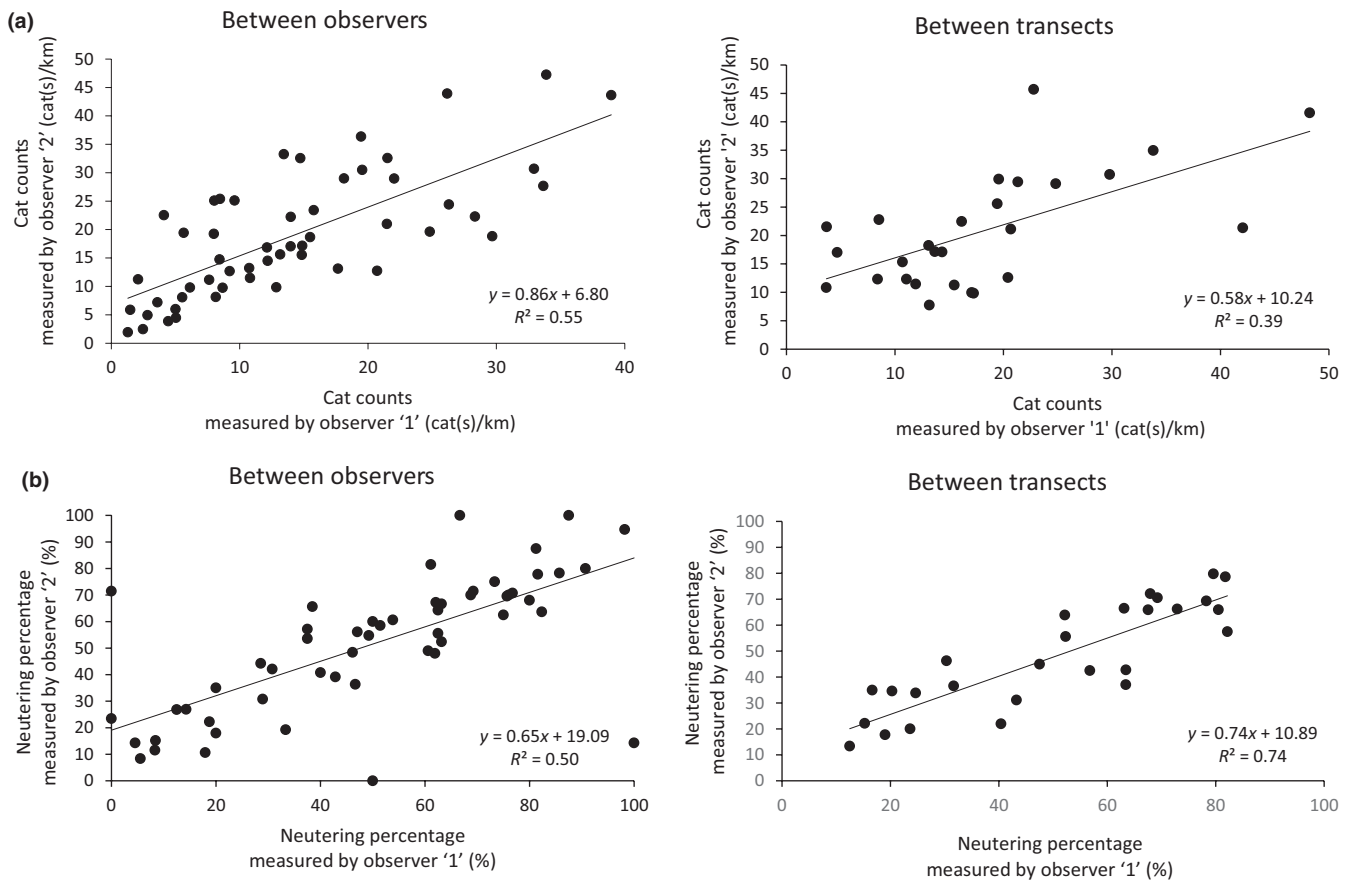 (a)
Between observers
Cat counts
measured by observer ‘2’ (cat(s)/km)
50
45
40
35
30
25
20
15
10
5
0
0 10 20 30 40
y = 0.86x + 6.80
R² = 0.55
Cat counts
measured by observer ‘1’ (cat(s)/km)
Between transects
Cat counts
measured by observer '2' (cat(s)/km)
50
45
40
35
30
25
20
15
10
5
0
0 10 20 30 40 50
y = 0.58x + 10.24
R² = 0.39
Cat counts
measured by observer '1' (cat(s)/km)
(b)
Between observers
Neutering percentage
measured by observer ‘2’ (%)
100
90
80
70
60
50
40
30
20
10
0
0 20 40 60 80 100
y = 0.65x + 19.09
R² = 0.50
Neutering percentage
measured by observer ‘1’ (%)
Between transects
Neutering percentage
measured by observer ‘2’ (%)
100
90
80
70
60
50
40
30
20
10
0
0 20 40 60 80 100
y = 0.74x + 10.89
R² = 0.74
Neutering percentage
measured by observer ‘1’ (%)